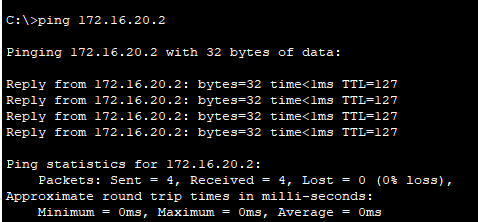 C:\>ping 172.16.20.2
Pinging 172.16.20.2 with 32 bytes of data:
Reply from 172.16.20.2: bytes=32 time<1ms TTL=127
Reply from 172.16.20.2: bytes=32 time<1ms TTL=127
Reply from 172.16.20.2: bytes=32 time<1ms TTL=127
Reply from 172.16.20.2: bytes=32 time<1ms TTL=127
Ping statistics for 172.16.20.2:
    Packets: Sent = 4, Received = 4, Lost = 0 (0% loss),
Approximate round trip times in milli-seconds:
    Minimum = 0ms, Maximum = 0ms, Average = 0ms